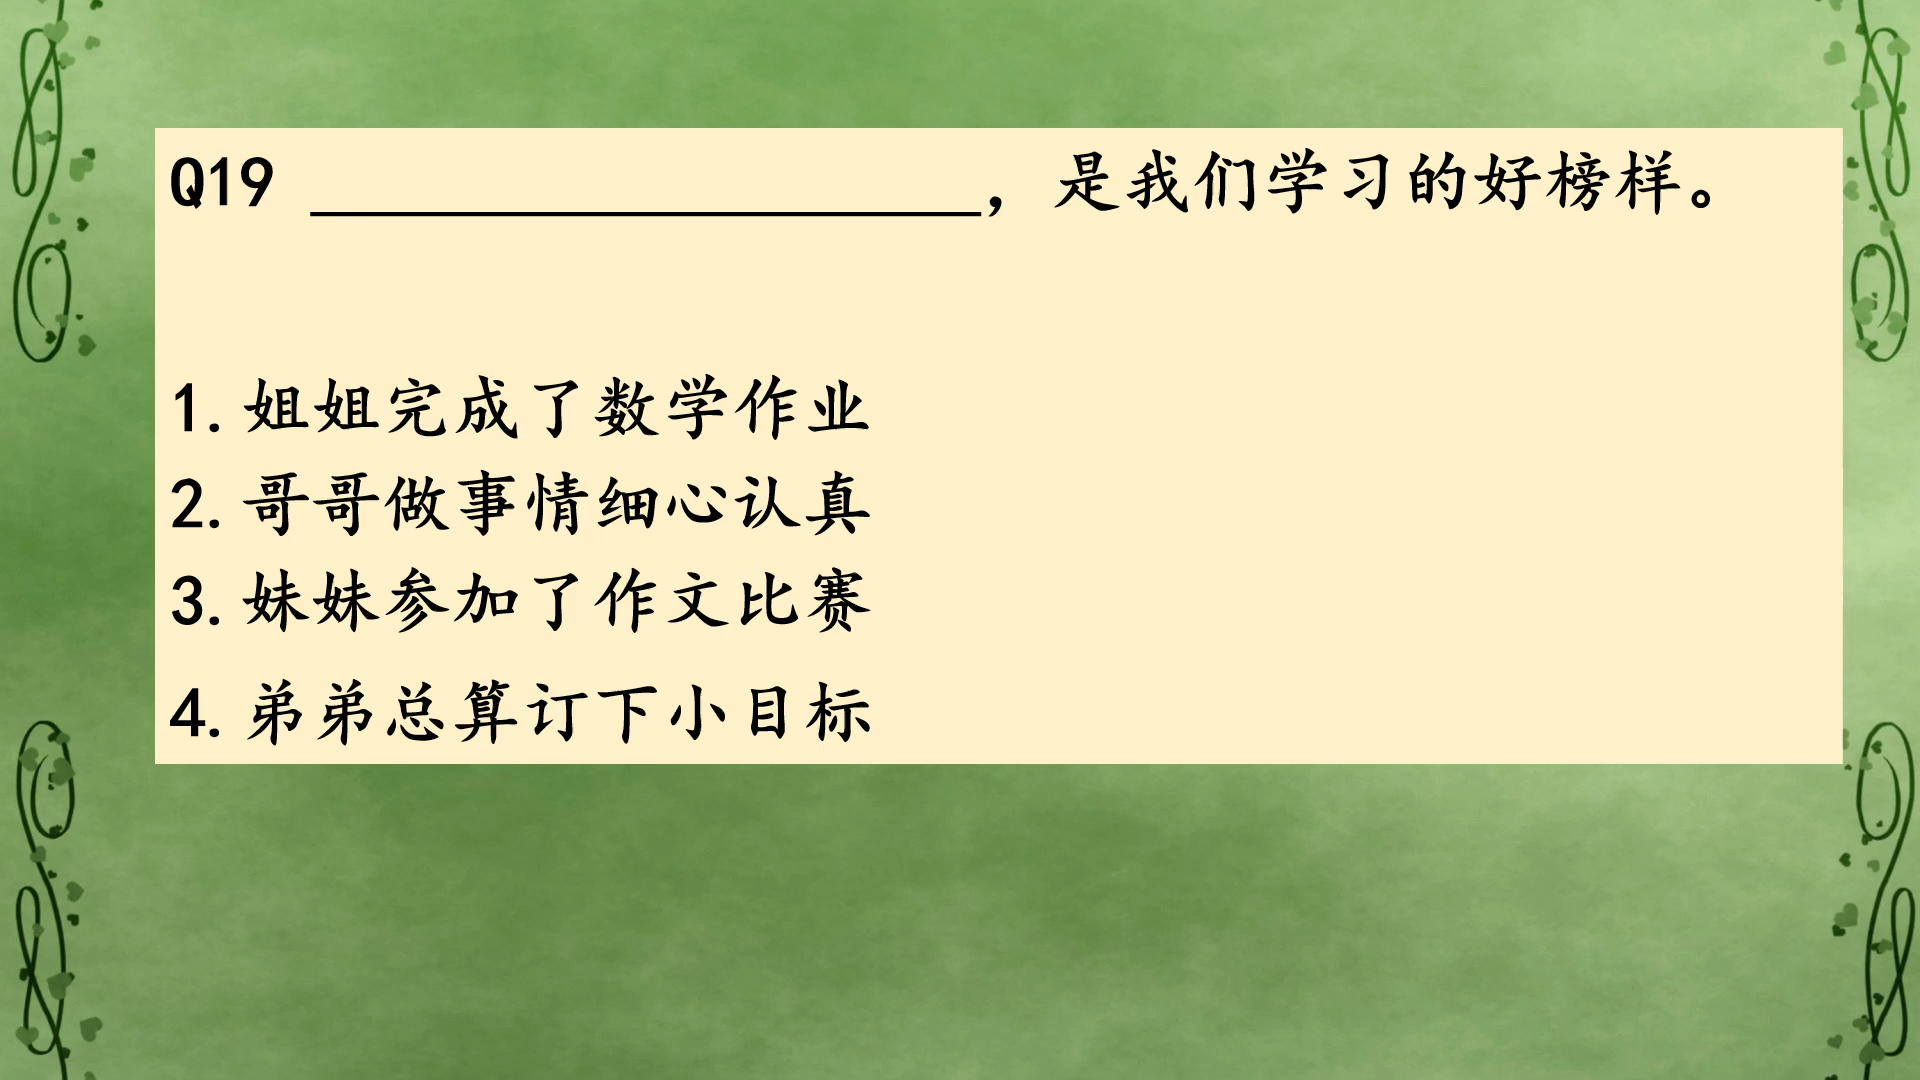 Q19 ___________________，是我们学习的好榜样。
1.姐姐完成了数学作业
2.哥哥做事情细心认真
3.妹妹参加了作文比赛
4.弟弟总算订下小目标